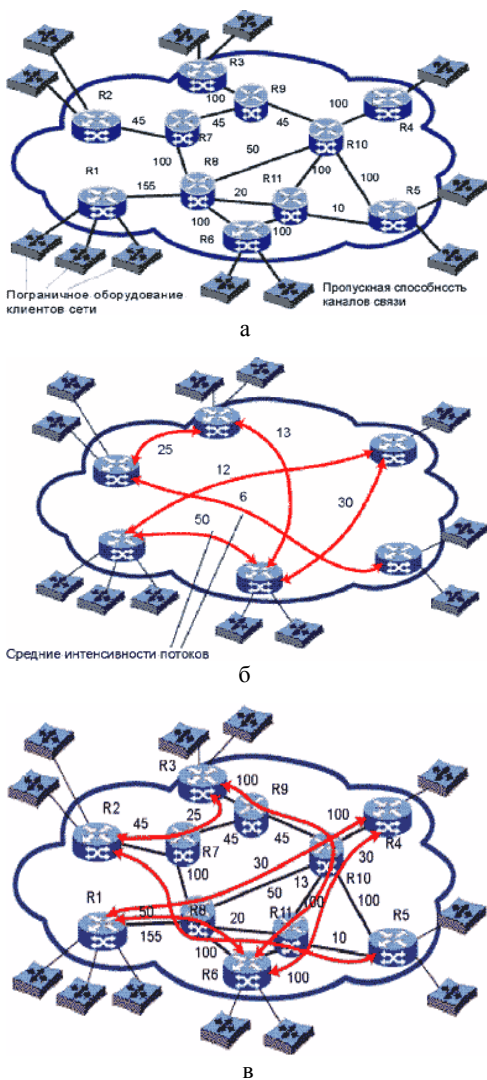 R3
R2
100
R9
100
R4
45
45
45
R7
R10
100
R8
50
R1
155
R11
100
20
100
R5
100
10
R6
100
Пограничное оборудование
клиентов сети
Пропускная способность
каналов связи
а
13
25
12
6
30
50
Средние интенсивности потоков
б
R3
100
R9
R2
45
25
100
45
45
R4
R7
30
30
100
R10
50
13
R1
100
100
50
R8
R11
R5
155
20
10
100
R6
100
в